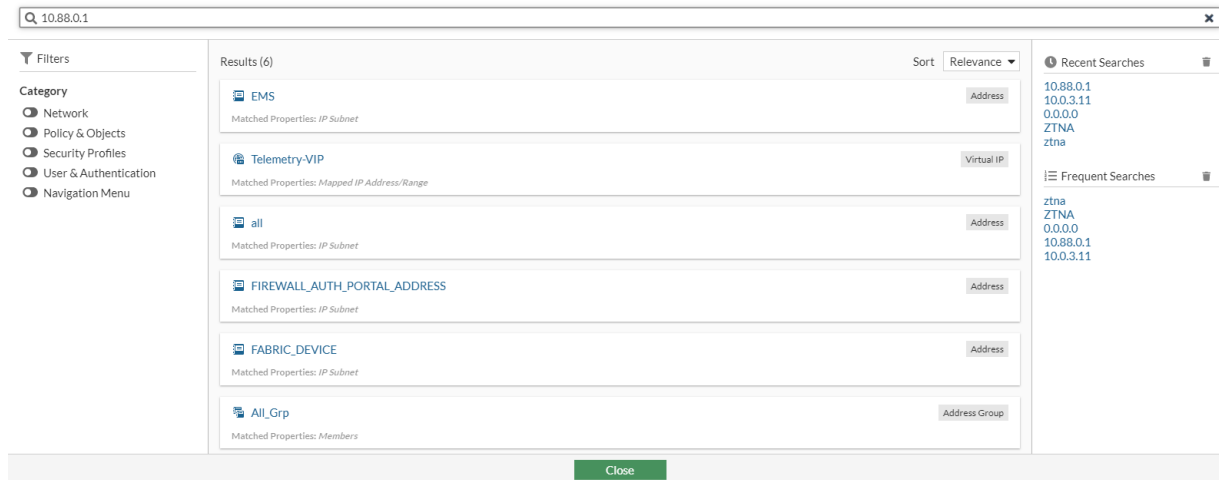 10.88.0.1
Filters
Category
Network
Policy & Objects
Security Profiles
User & Authentication
Navigation Menu
Results (6)
Sort Relevance
EMS Address
Matched Properties: IP Subnet
Telemetry-VIP Virtual IP
Matched Properties: Mapped IP Address/Range
all Address
Matched Properties: IP Subnet
FIREWALL_AUTH_PORTAL_ADDRESS Address
Matched Properties: IP Subnet
FABRIC_DEVICE Address
Matched Properties: IP Subnet
All_Grp Address Group
Matched Properties: Members
Recent Searches
10.88.0.1
10.0.3.11
0.0.0.0
ZTNA
ztna
Frequent Searches
ztna
ZTNA
0.0.0.0
10.88.0.1
10.0.3.11
Close